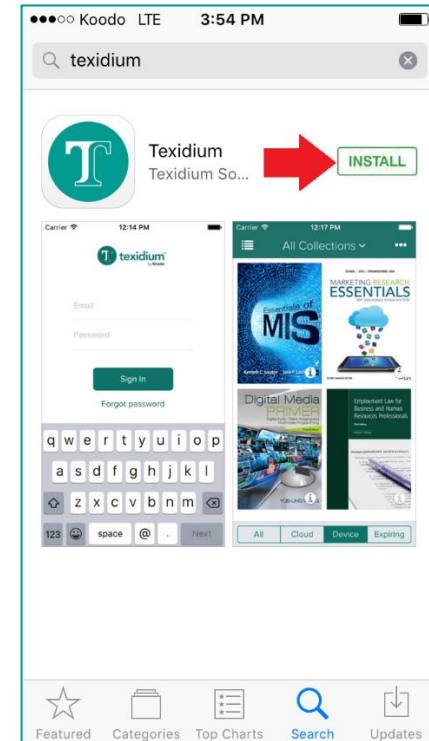 Koodo LTE 3:54 PM
texidium
Texidium
Texidium So...
INSTALL
Carrier 12:14 PM
texidium
Email
Password
Sign In
Forgot password
q w e r t y u i o p
a s d f g h j k l
z x c v b n m
123 space @ . Next
Carrier 12:17 PM
All Collections
Essentials of
MIS
MARKETING RESEARCH
ESSENTIALS
Digital Media
PRIMER
YUE-LING
Employment Law for
Business and Human
Resources Professionals
All Cloud Device Expiring
Featured Categories Top Charts Search Updates